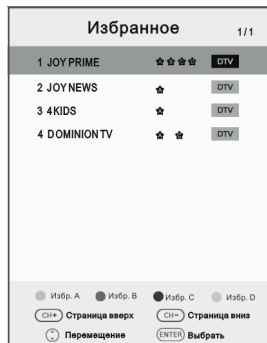 Избранное 1/1
1 JOY PRIME DTV
2 JOY NEWS DTV
3 4KIDS DTV
4 DOMINION TV DTV
Избр. A Избр. B Избр. C Избр. D
CH+ Страница вверх CH- Страница вниз
Перемещение ENTER Выбрать